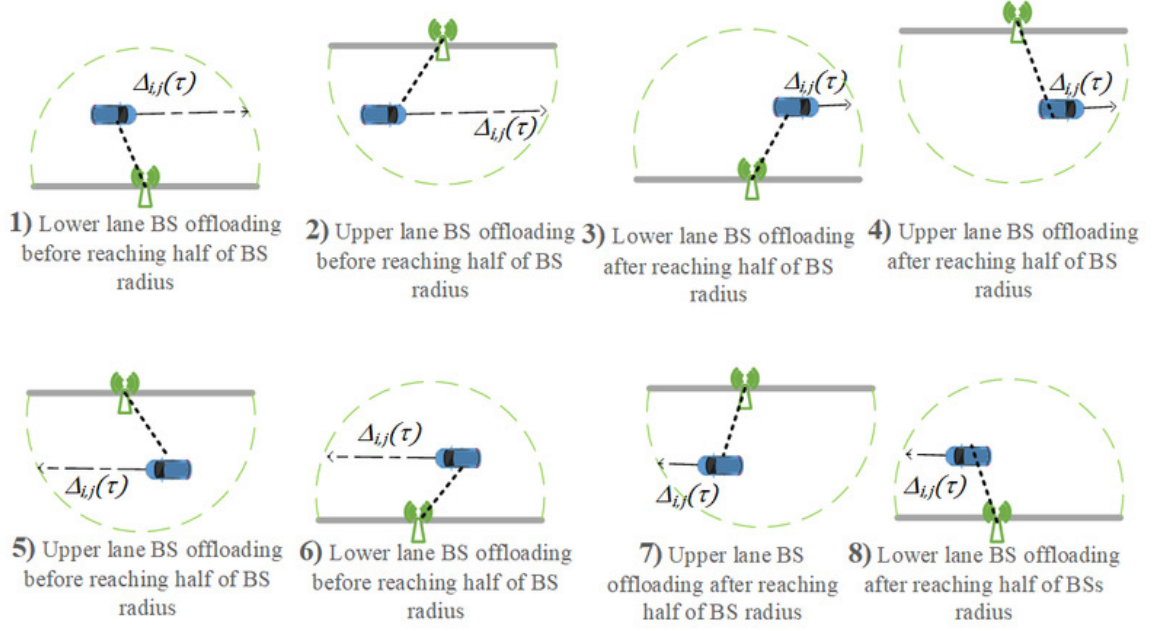 Δi,j(τ)
1) Lower lane BS offloading
before reaching half of BS
radius
Δi,j(τ)
2) Upper lane BS offloading
before reaching half of BS
radius
Δi,j(τ)
3) Lower lane BS offloading
after reaching half of BS
radius
Δi,j(τ)
4) Upper lane BS offloading
after reaching half of BS
radius
Δi,j(τ)
5) Upper lane BS offloading
before reaching half of BS
radius
Δi,j(τ)
6) Lower lane BS offloading
before reaching half of BS
radius
Δi,j(τ)
7) Upper lane BS
offloading after reaching
half of BS radius
Δi,j(τ)
8) Lower lane BS offloading
after reaching half of BSs
radius